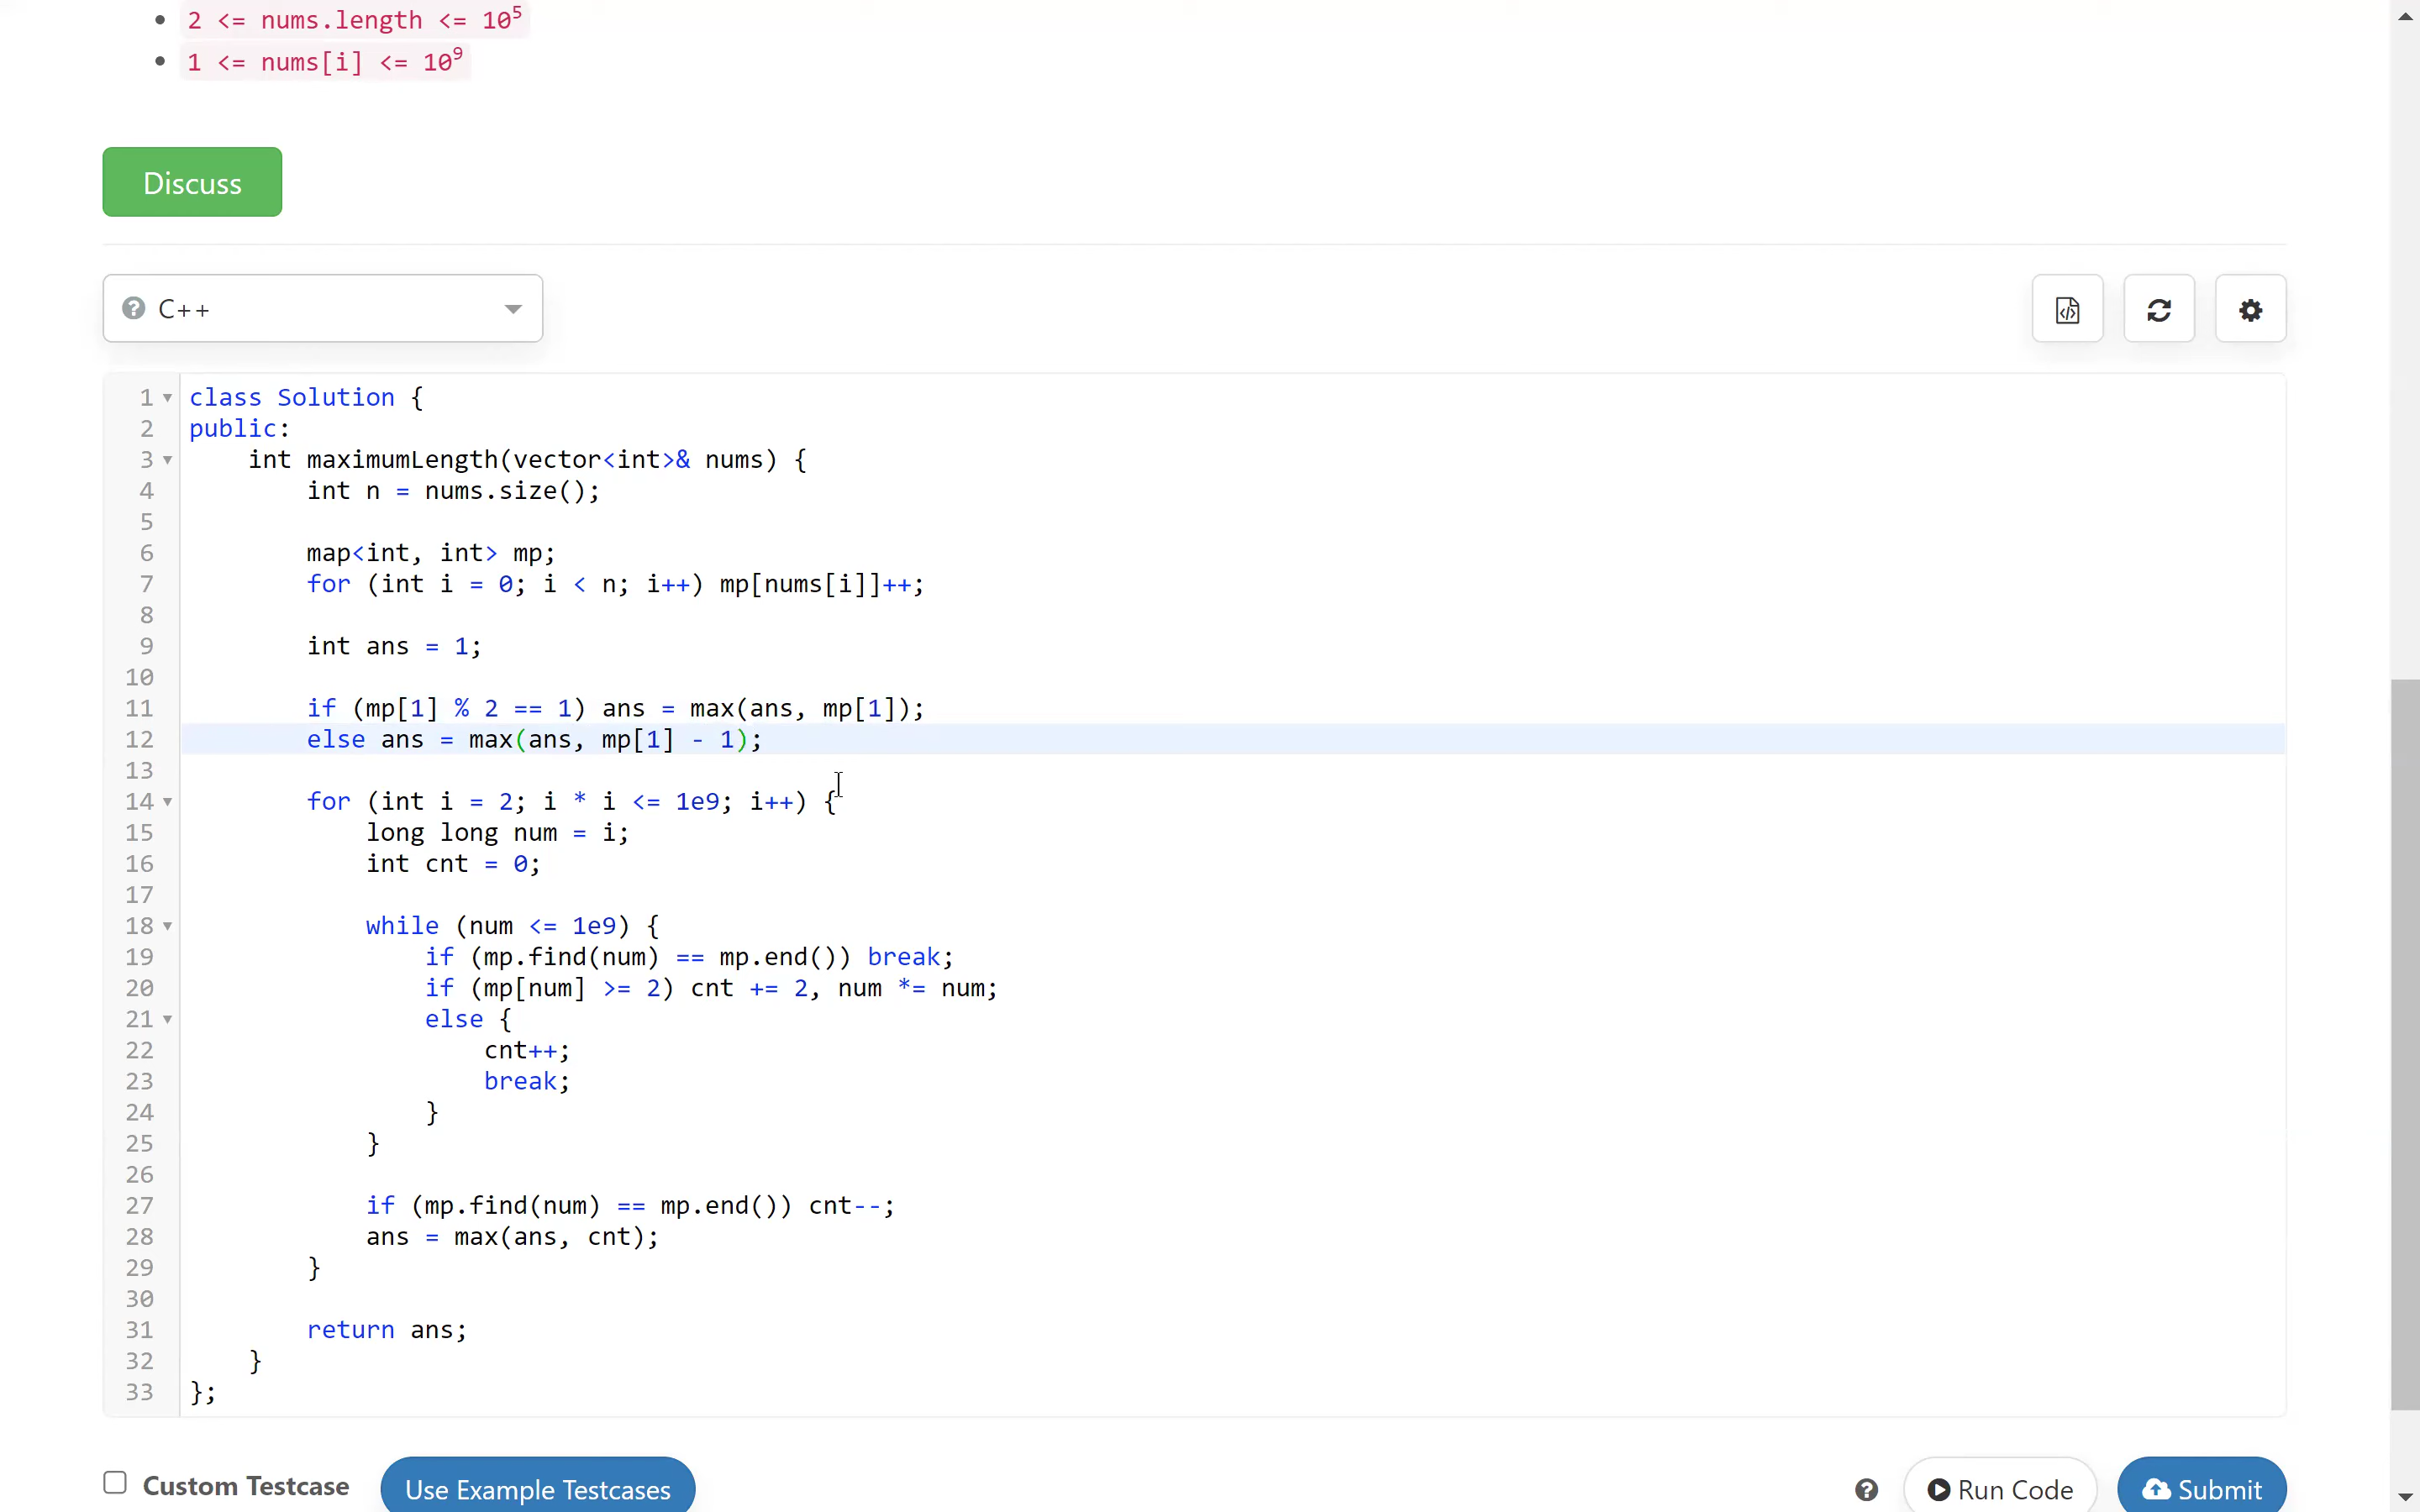 2 <= nums.length <= 10⁵
1 <= nums[i] <= 10⁹
Discuss
C++
1 class Solution {
2 public:
3     int maximumLength(vector<int>& nums) {
4         int n = nums.size();
5
6         map<int, int> mp;
7         for (int i = 0; i < n; i++) mp[nums[i]]++;
8
9         int ans = 1;
10
11         if (mp[1] % 2 == 1) ans = max(ans, mp[1]);
12         else ans = max(ans, mp[1] - 1);
13
14         for (int i = 2; i * i <= 1e9; i++) {
15             long long num = i;
16             int cnt = 0;
17
18             while (num <= 1e9) {
19                 if (mp.find(num) == mp.end()) break;
20                 if (mp[num] >= 2) cnt += 2, num *= num;
21                 else {
22                     cnt++;
23                     break;
24                 }
25             }
26
27             if (mp.find(num) == mp.end()) cnt--;
28             ans = max(ans, cnt);
29         }
30
31         return ans;
32     }
33 };
Custom Testcase Use Example Testcases Run Code Submit